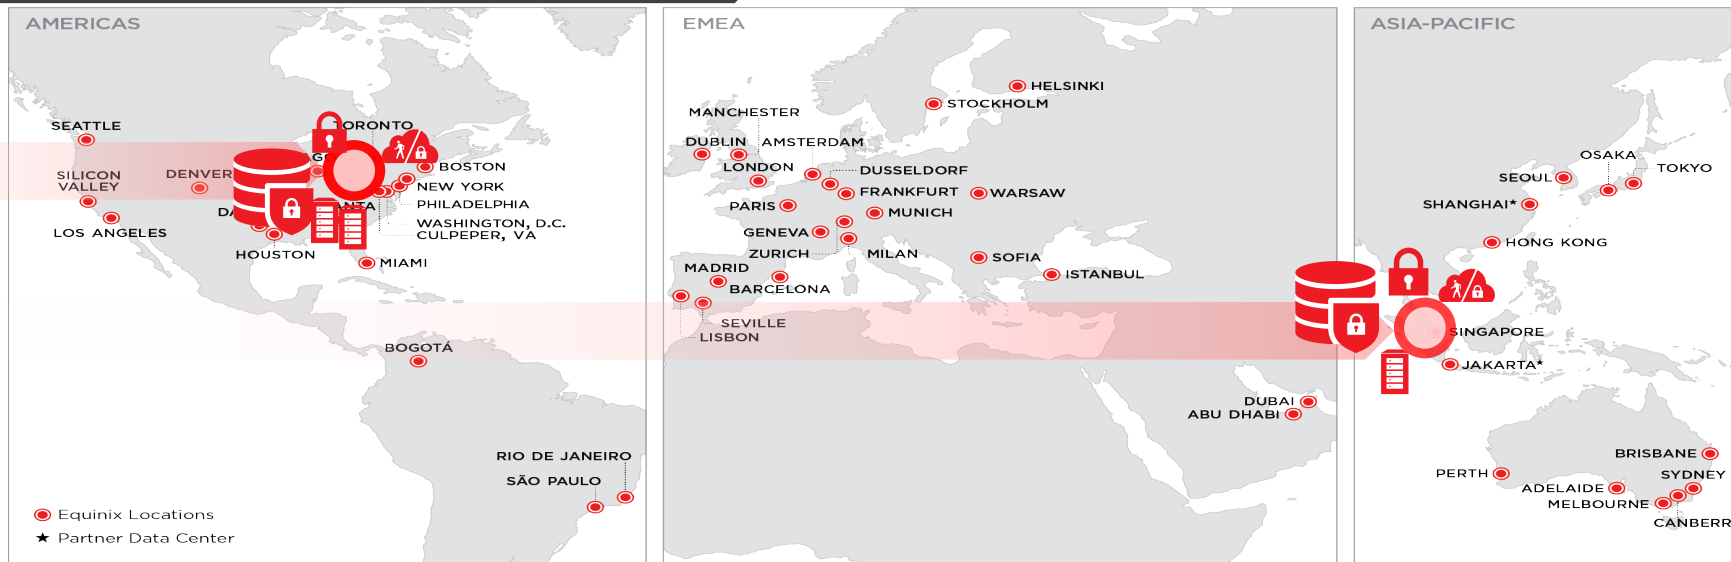 AMERICAS
SEATTLE
SILICON
VALLEY
LOS ANGELES
DENVER
TORONTO
BOSTON
NEW YORK
PHILADELPHIA
WASHINGTON, D.C.
CULPEPER, VA
HOUSTON
MIAMI
BOGOTÁ
RIO DE JANEIRO
SÃO PAULO
Equinix Locations
★ Partner Data Center
EMEA
HELSINKI
STOCKHOLM
MANCHESTER
DUBLIN
AMSTERDAM
LONDON
DUSSELDORF
FRANKFURT
WARSAW
PARIS
MUNICH
GENEVA
ZURICH
MILAN
SOFIA
MADRID
ISTANBUL
BARCELONA
SEVILLE
LISBON
DUBAI
ABU DHABI
ASIA-PACIFIC
OSAKA
TOKYO
SEOUL
SHANGHAI★
HONG KONG
SINGAPORE
JAKARTA★
BRISBANE
PERTH
SYDNEY
ADELAIDE
MELBOURNE